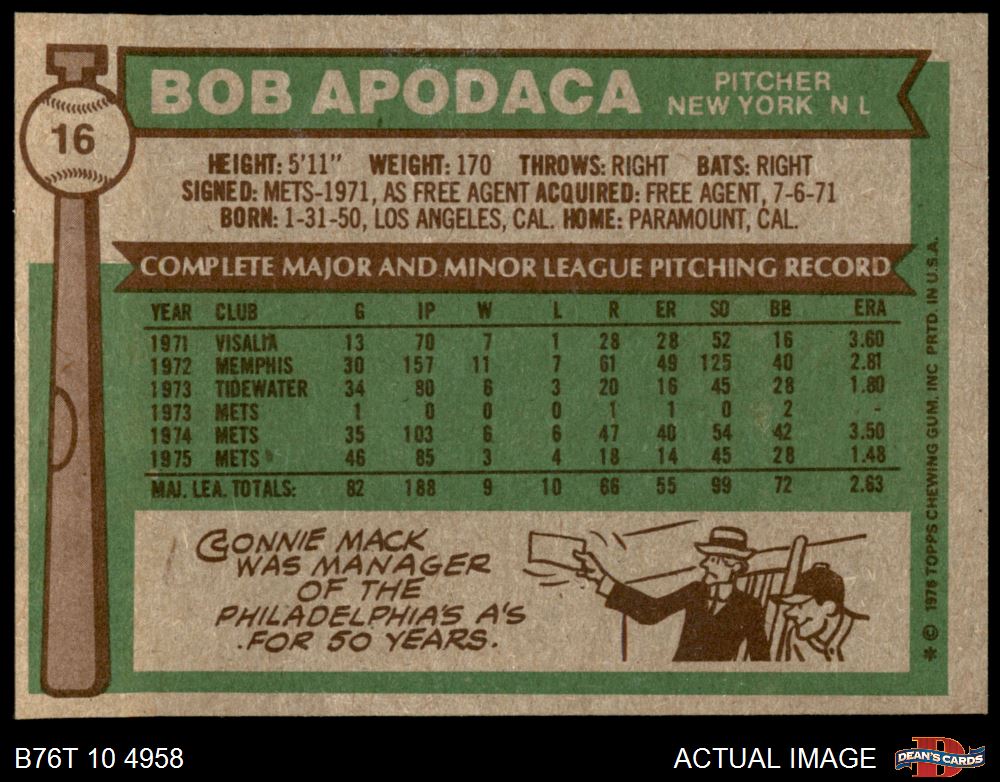 16
BOB APODACA
PITCHER
NEW YORK N L
HEIGHT: 5'11" WEIGHT: 170 THROWS: RIGHT BATS: RIGHT
SIGNED: METS-1971, AS FREE AGENT ACQUIRED: FREE AGENT, 7-6-71
BORN: 1-31-50, LOS ANGELES, CAL. HOME: PARAMOUNT, CAL.
COMPLETE MAJOR AND MINOR LEAGUE PITCHING RECORD
YEAR CLUB G IP W L R ER SO BB ERA
1971 VISALIA 13 70 7 1 28 28 52 16 3.60
1972 MEMPHIS 30 157 11 7 61 49 125 40 2.81
1973 TIDEWATER 34 80 6 3 20 16 45 28 1.80
1973 METS 1 0 0 0 1 1 0 2 -
1974 METS 35 103 6 6 47 40 54 42 3.50
1975 METS 46 85 3 4 18 14 45 28 1.48
MAJ. LEA. TOTALS: 82 188 9 10 66 55 99 72 2.63
CONNIE MACK
WAS MANAGER
OF THE
PHILADELPHIA'S A'S
.FOR 50 YEARS.
* © 1976 TOPPS CHEWING GUM, INC PRTD. IN U.S.A.
B76T 10 4958
ACTUAL IMAGE
DEAN'S CARDS